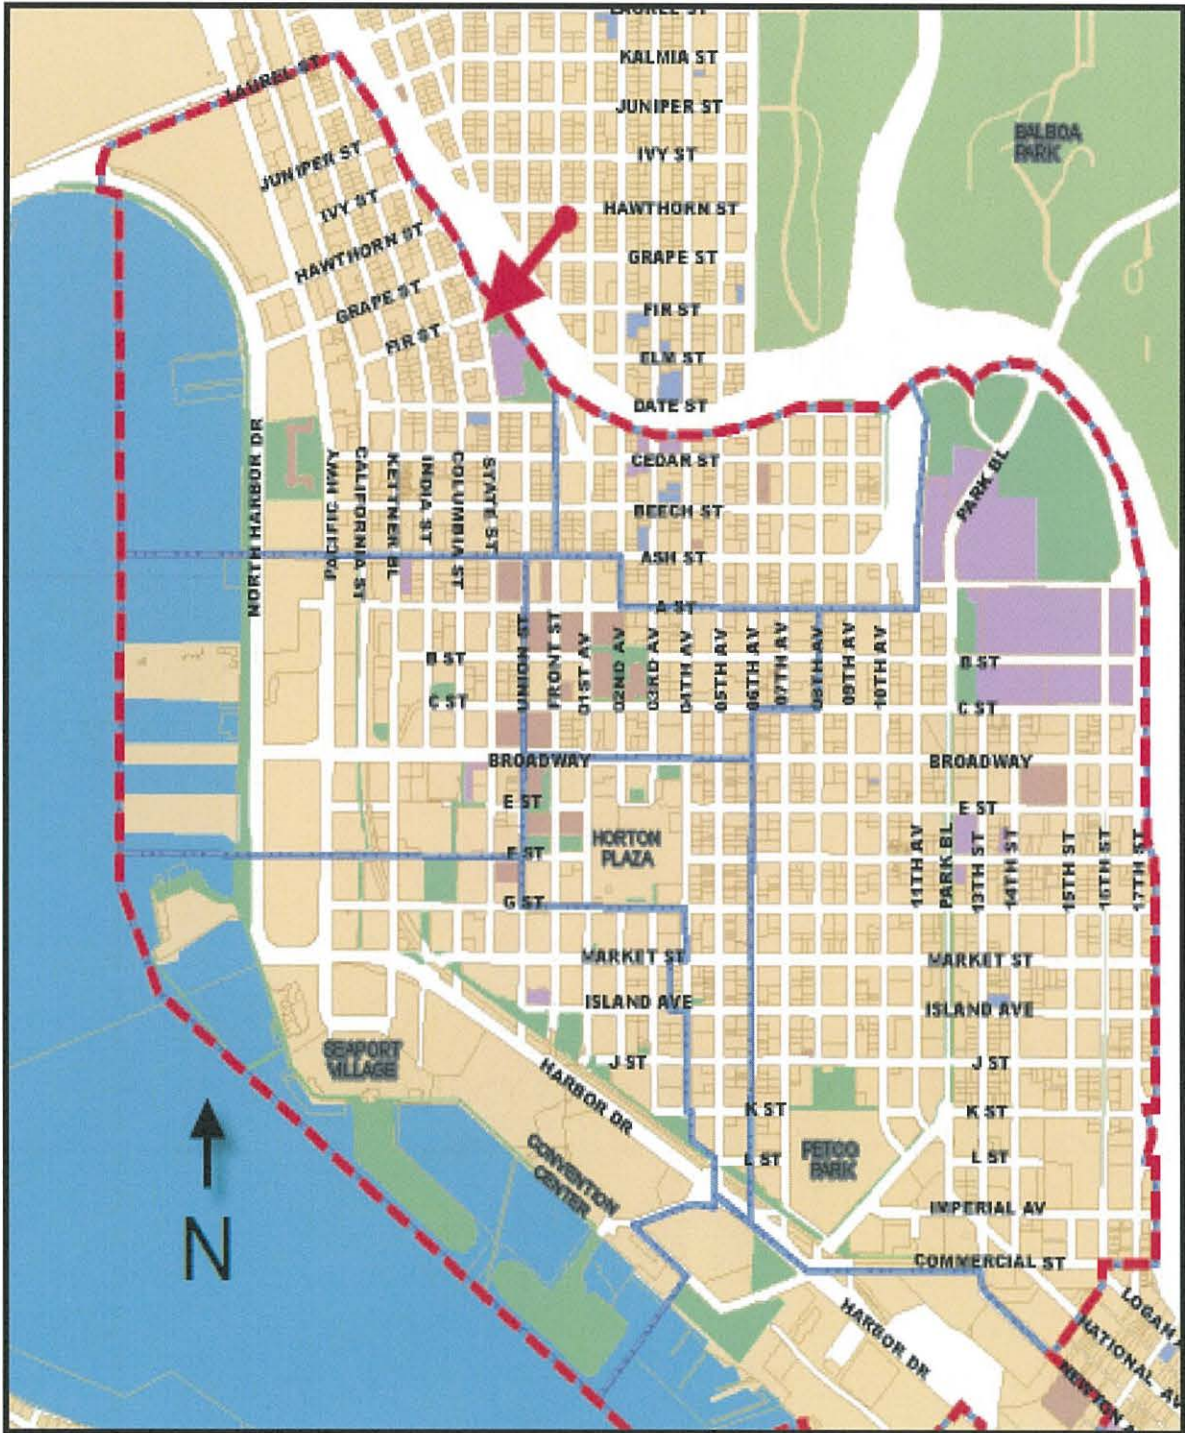 LAUREL ST
KALMIA ST
JUNIPER ST
IVY ST
HAWTHORN ST
GRAPE ST
FIR ST
ELM ST
DATE ST
CEDAR ST
BEECH ST
ASH ST
A ST
BALBOA
PARK
LAUREL ST
JUNIPER ST
IVY ST
HAWTHORN ST
GRAPE ST
FIR ST
NORTH HARBOR DR
PACIFIC HWY
CALIFORNIA ST
KETTNER BL
INDIA ST
COLUMBIA ST
STATE ST
UNION ST
FRONT ST
01ST AV
02ND AV
03RD AV
04TH AV
05TH AV
06TH AV
07TH AV
08TH AV
09TH AV
10TH AV
PARK BL
B ST
C ST
BROADWAY
E ST
F ST
G ST
HORTON
PLAZA
B ST
C ST
BROADWAY
E ST
11TH AV
PARK BL
13TH ST
14TH ST
15TH ST
16TH ST
17TH ST
MARKET ST
ISLAND AVE
J ST
K ST
L ST
MARKET ST
ISLAND AVE
J ST
K ST
L ST
IMPERIAL AV
COMMERCIAL ST
SEAPORT
VILLAGE
HARBOR DR
CONVENTION
CENTER
PETCO
PARK
HARBOR DR
LOGAN
NATIONAL AV
NEWTON A
N